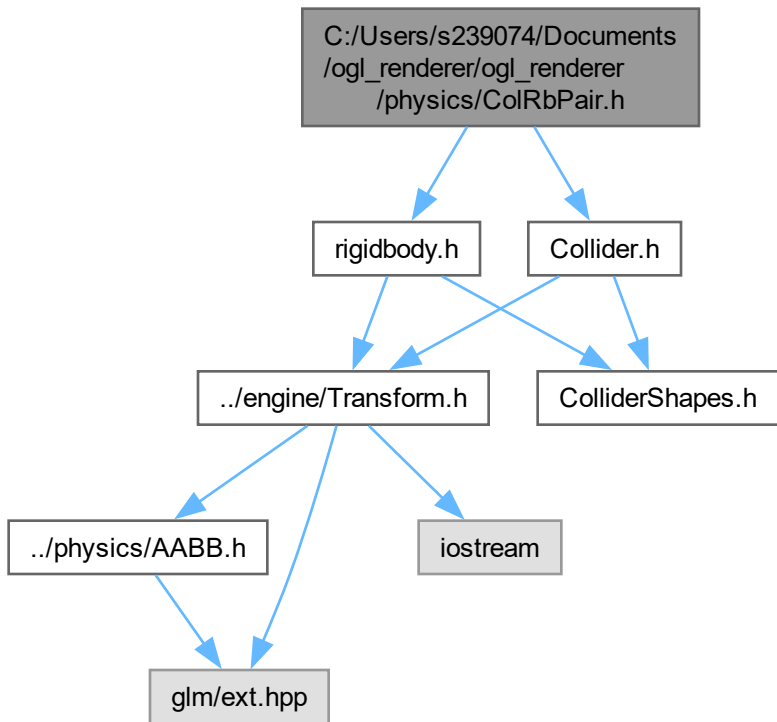 C:/Users/s239074/Documents
/ogl_renderer/ogl_renderer
/physics/ColRbPair.h
rigidbody.h
Collider.h
../engine/Transform.h
ColliderShapes.h
../physics/AABB.h
iostream
glm/ext.hpp